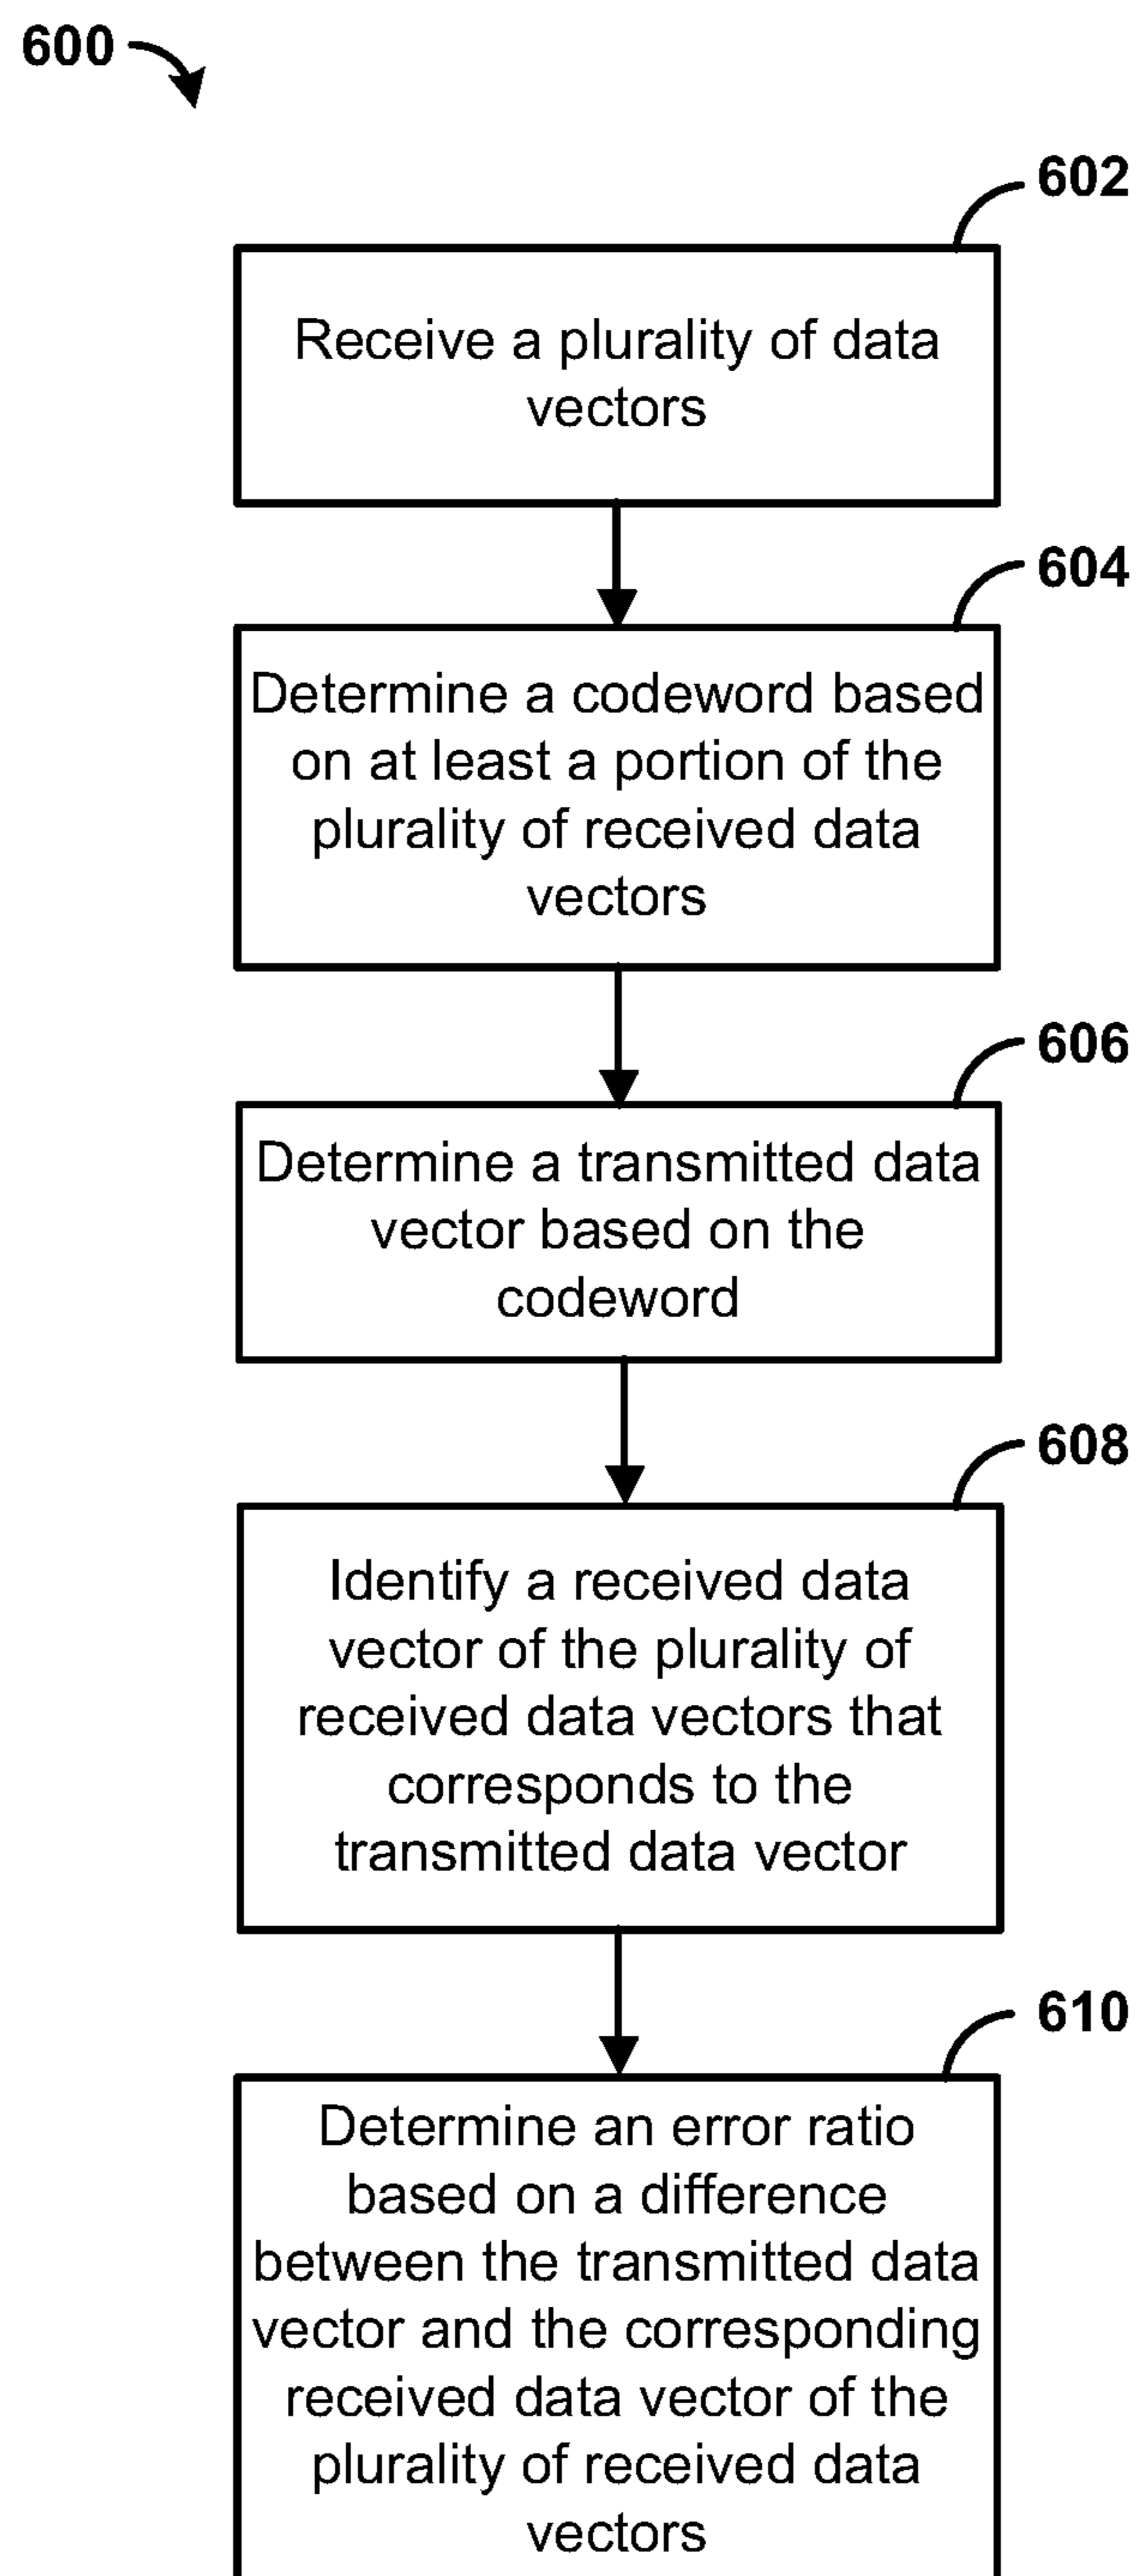 600
602
Receive a plurality of data
vectors
604
Determine a codeword based
on at least a portion of the
plurality of received data
vectors
606
Determine a transmitted data
vector based on the
codeword
608
Identify a received data
vector of the plurality of
received data vectors that
corresponds to the
transmitted data vector
610
Determine an error ratio
based on a difference
between the transmitted data
vector and the corresponding
received data vector of the
plurality of received data
vectors